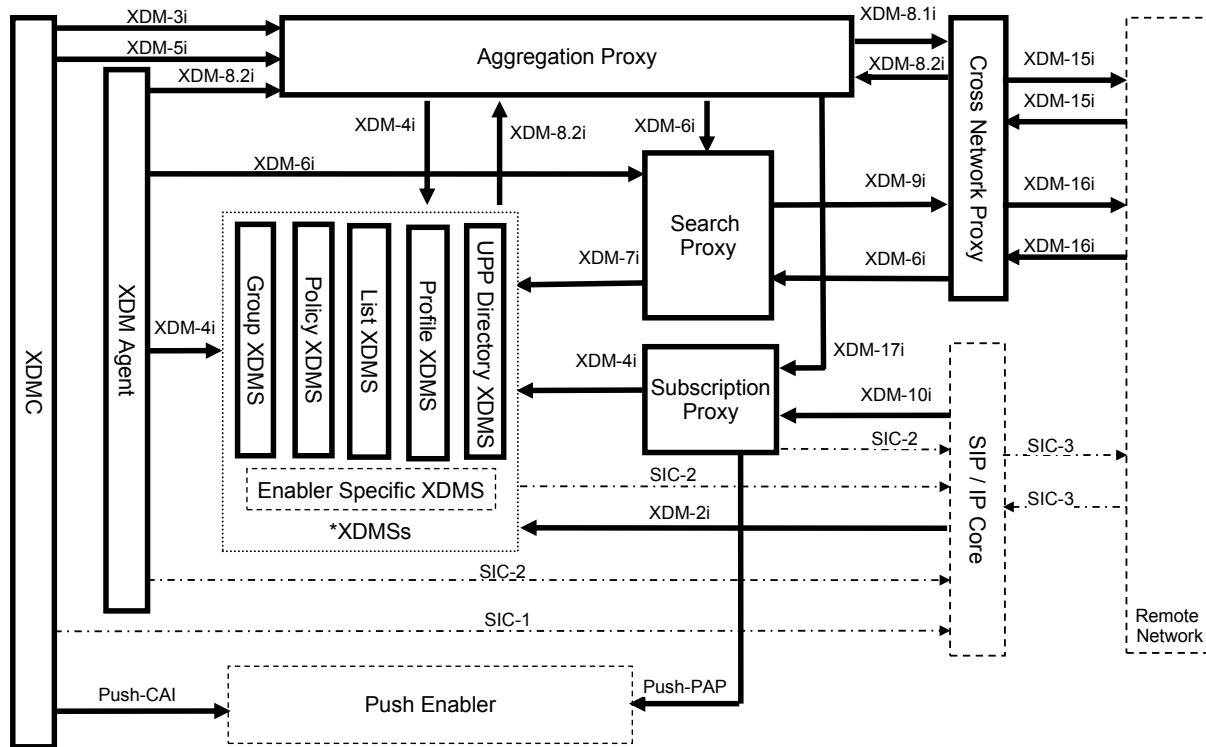 XDM-3i
XDM-8.1i
XDM-5i
Aggregation Proxy
XDM-8.2i
XDM-8.2i
XDM-15i
XDM-15i
XDM-4i
XDM-8.2i
XDM-6i
XDM-6i
XDM-9i
XDM-16i
Cross Network Proxy
Search
Proxy
XDM-7i
XDM-6i
XDM-16i
Group XDMS
Policy XDMS
List XDMS
Profile XDMS
UPP Directory XDMS
XDMC
XDM Agent
XDM-4i
XDM-4i
XDM-17i
Subscription
Proxy
XDM-10i
SIC-2
SIC-3
SIC-2
Enabler Specific XDMS
SIC-3
XDM-2i
*XDMSs
SIP / IP Core
SIC-2
SIC-1
Remote
Network
Push-CAI
Push-PAP
Push Enabler